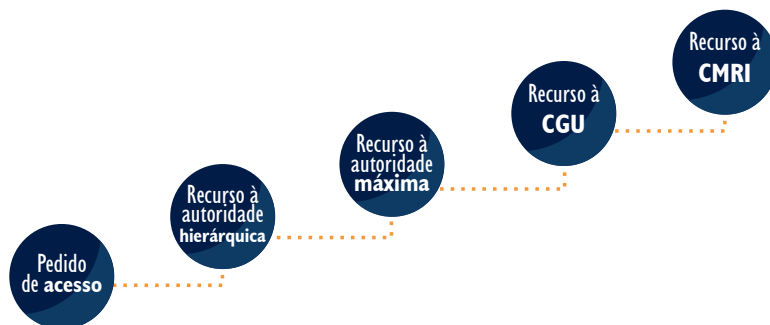 Pedido
de acesso
Recurso à
autoridade
hierárquica
Recurso à
autoridade
máxima
Recurso à
CGU
Recurso à
CMRI